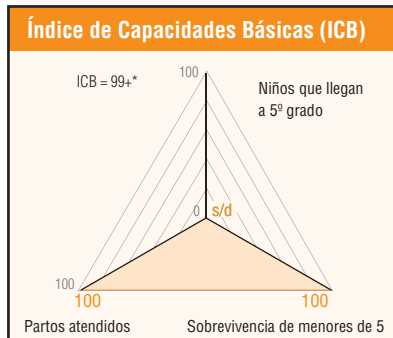 Índice de Capacidades Básicas (ICB)
ICB = 99+*
100
Niños que llegan
a 5º grado
0
s/d
100
100
100
Partos atendidos
Sobrevivencia de menores de 5